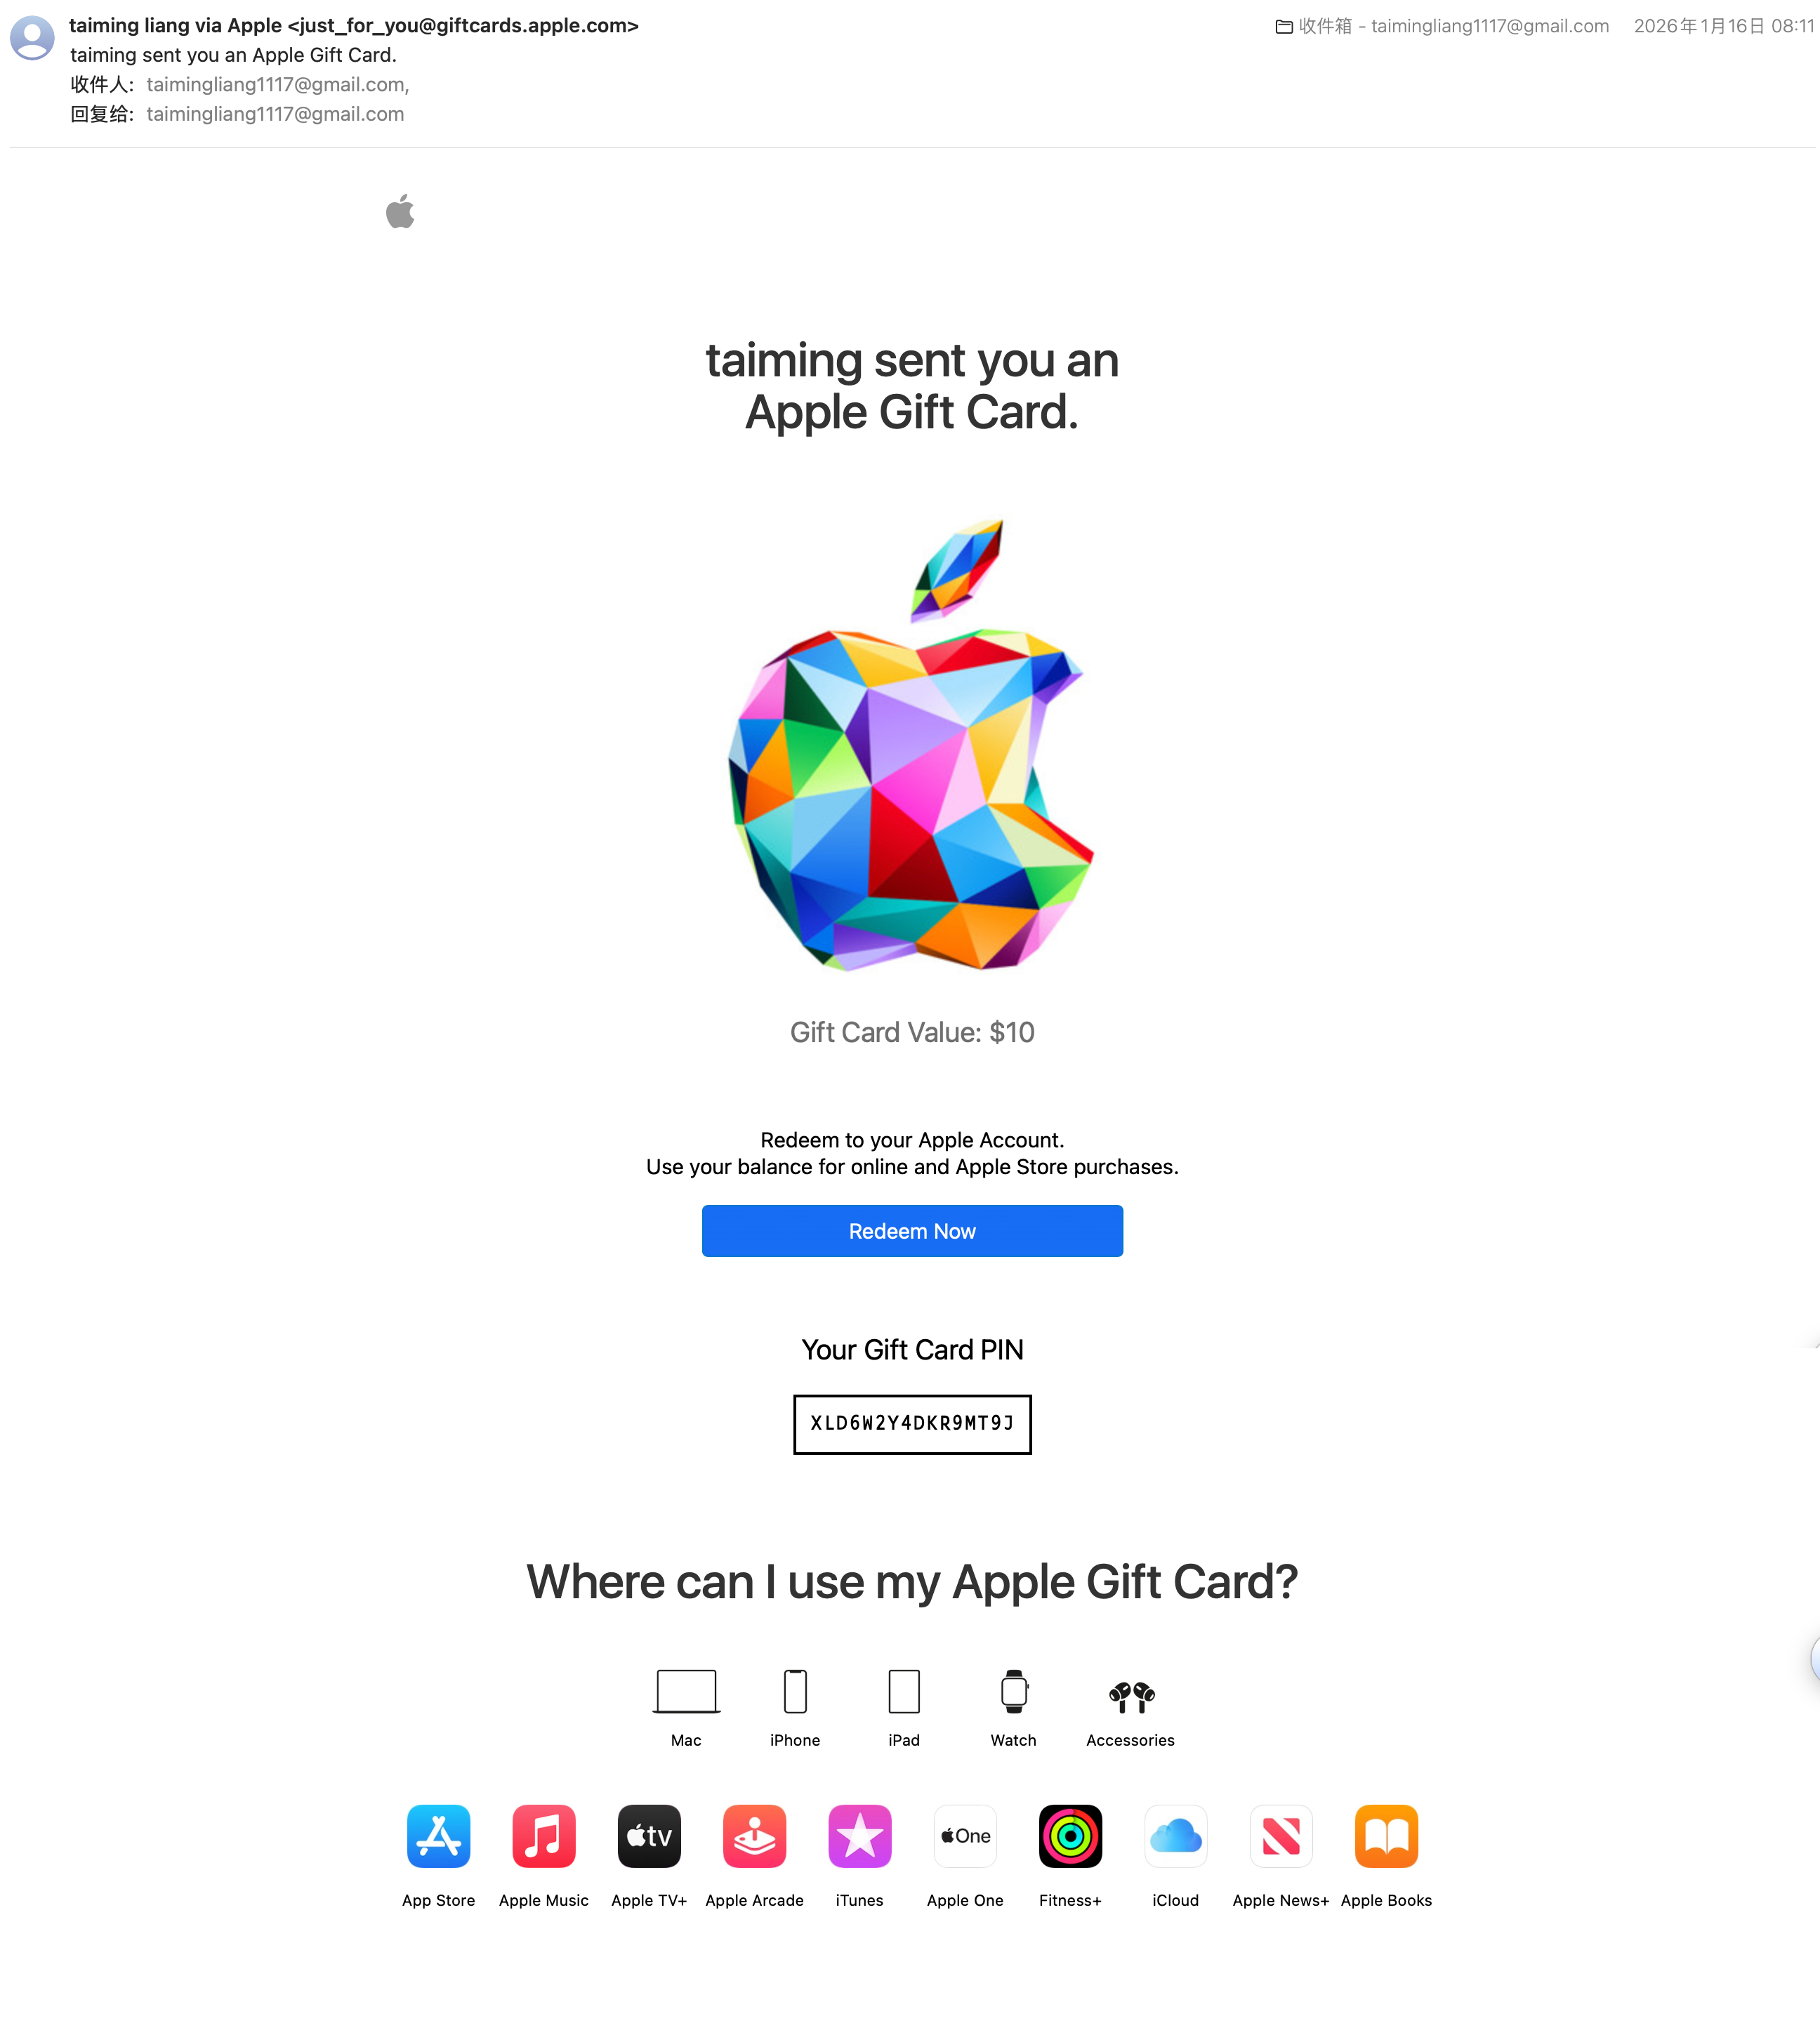 taiming liang via Apple <just_for_you@giftcards.apple.com>
收件箱 - taimingliang1117@gmail.com 2026年1月16日 08:11
taiming sent you an Apple Gift Card.
收件人: taimingliang1117@gmail.com,
回复给: taimingliang1117@gmail.com
taiming sent you an
Apple Gift Card.
Gift Card Value: $10
Redeem to your Apple Account.
Use your balance for online and Apple Store purchases.
Redeem Now
Your Gift Card PIN
XLD6W2Y4DKR9MT9J
Where can I use my Apple Gift Card?
Mac iPhone iPad Watch Accessories
tv One
App Store Apple Music Apple TV+ Apple Arcade iTunes Apple One Fitness+ iCloud Apple News+ Apple Books